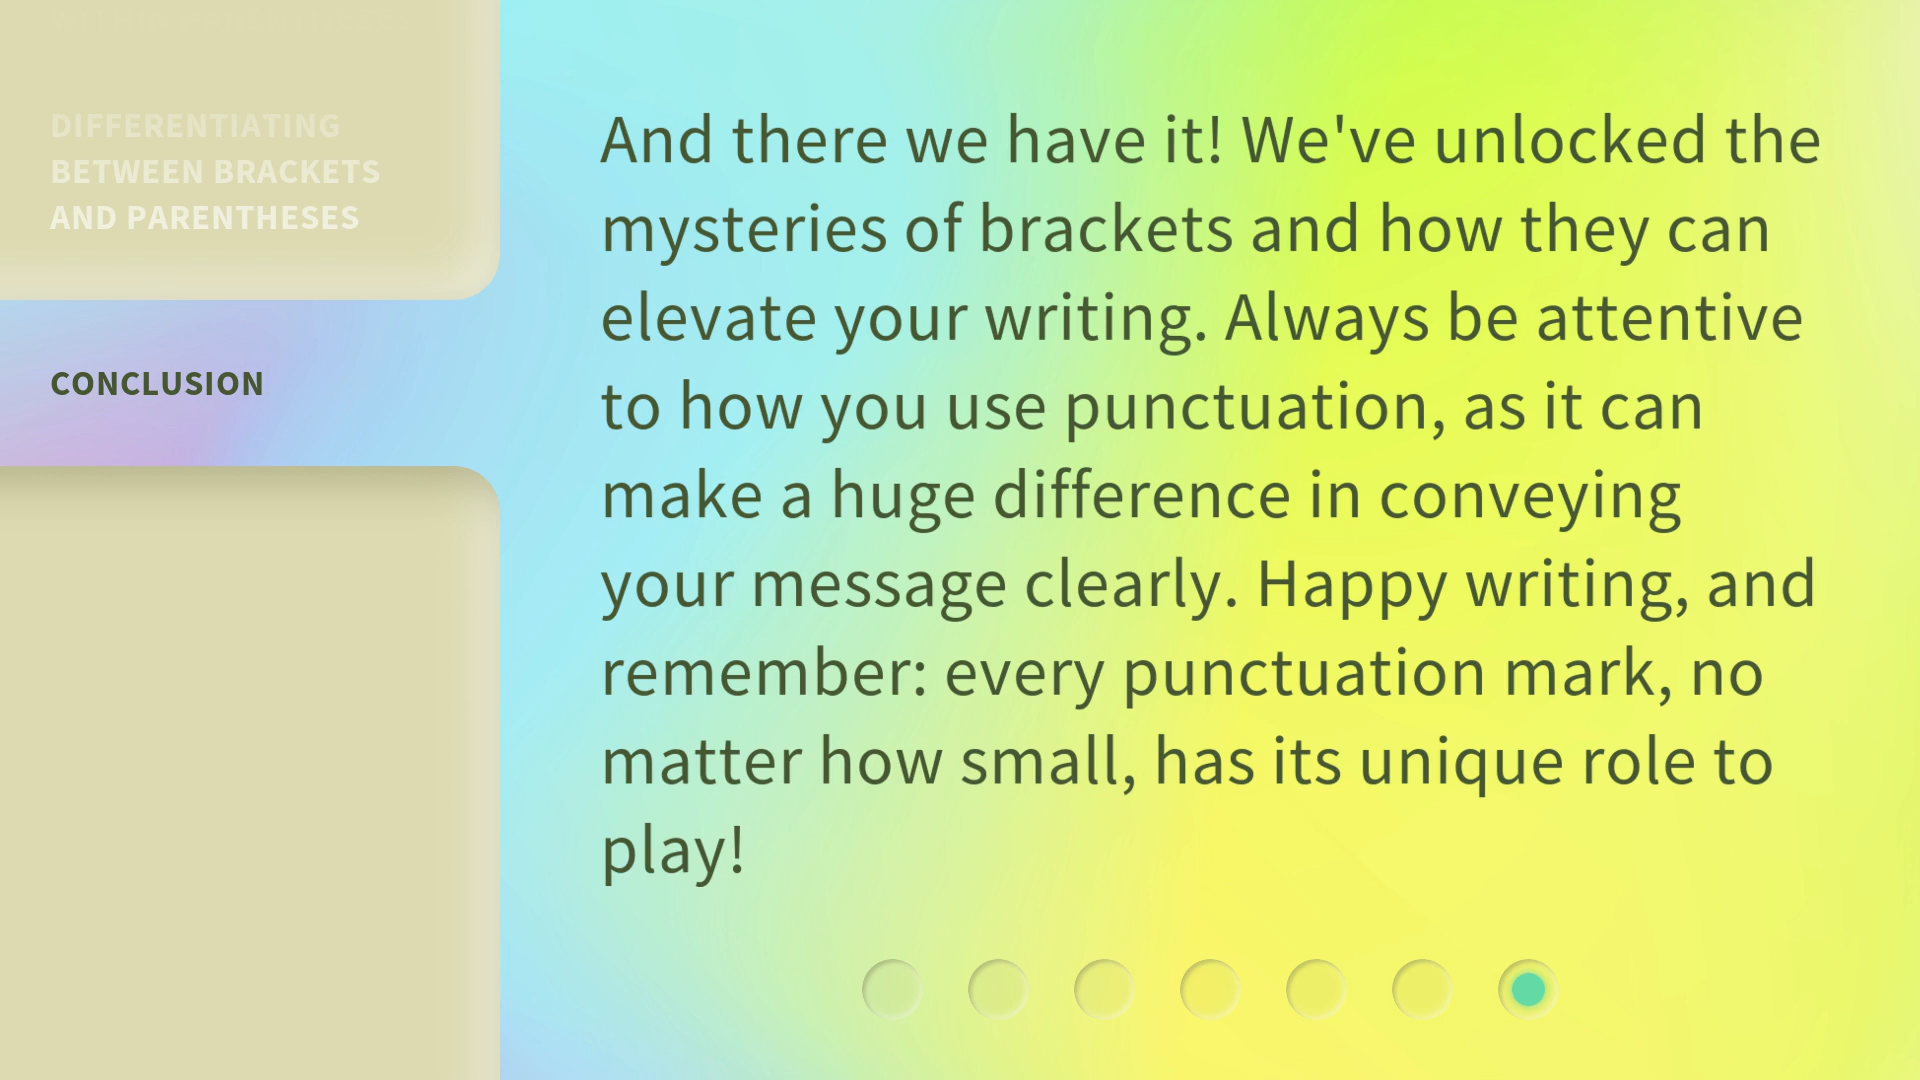 DIFFERENTIATING
BETWEEN BRACKETS
AND PARENTHESES
CONCLUSION
And there we have it! We've unlocked the
mysteries of brackets and how they can
elevate your writing. Always be attentive
to how you use punctuation, as it can
make a huge difference in conveying
your message clearly. Happy writing, and
remember: every punctuation mark, no
matter how small, has its unique role to
play!